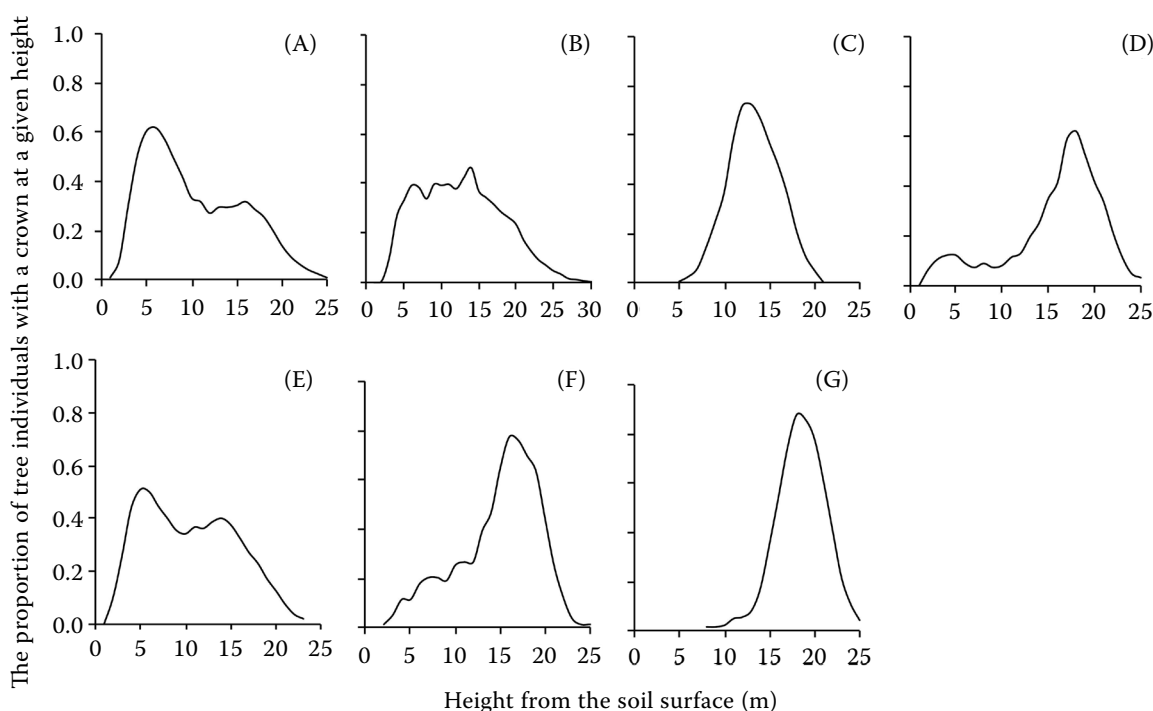 The proportion of tree individuals with a crown at a given height
(A) (B) (C) (D)
1.0
0.8
0.6
0.4
0.2
0.0
0 5 10 15 20 25
0 5 10 15 20 25 30
0 5 10 15 20 25
0 5 10 15 20 25
(E) (F) (G)
1.0
0.8
0.6
0.4
0.2
0.0
0 5 10 15 20 25
0 5 10 15 20 25
0 5 10 15 20 25
Height from the soil surface (m)